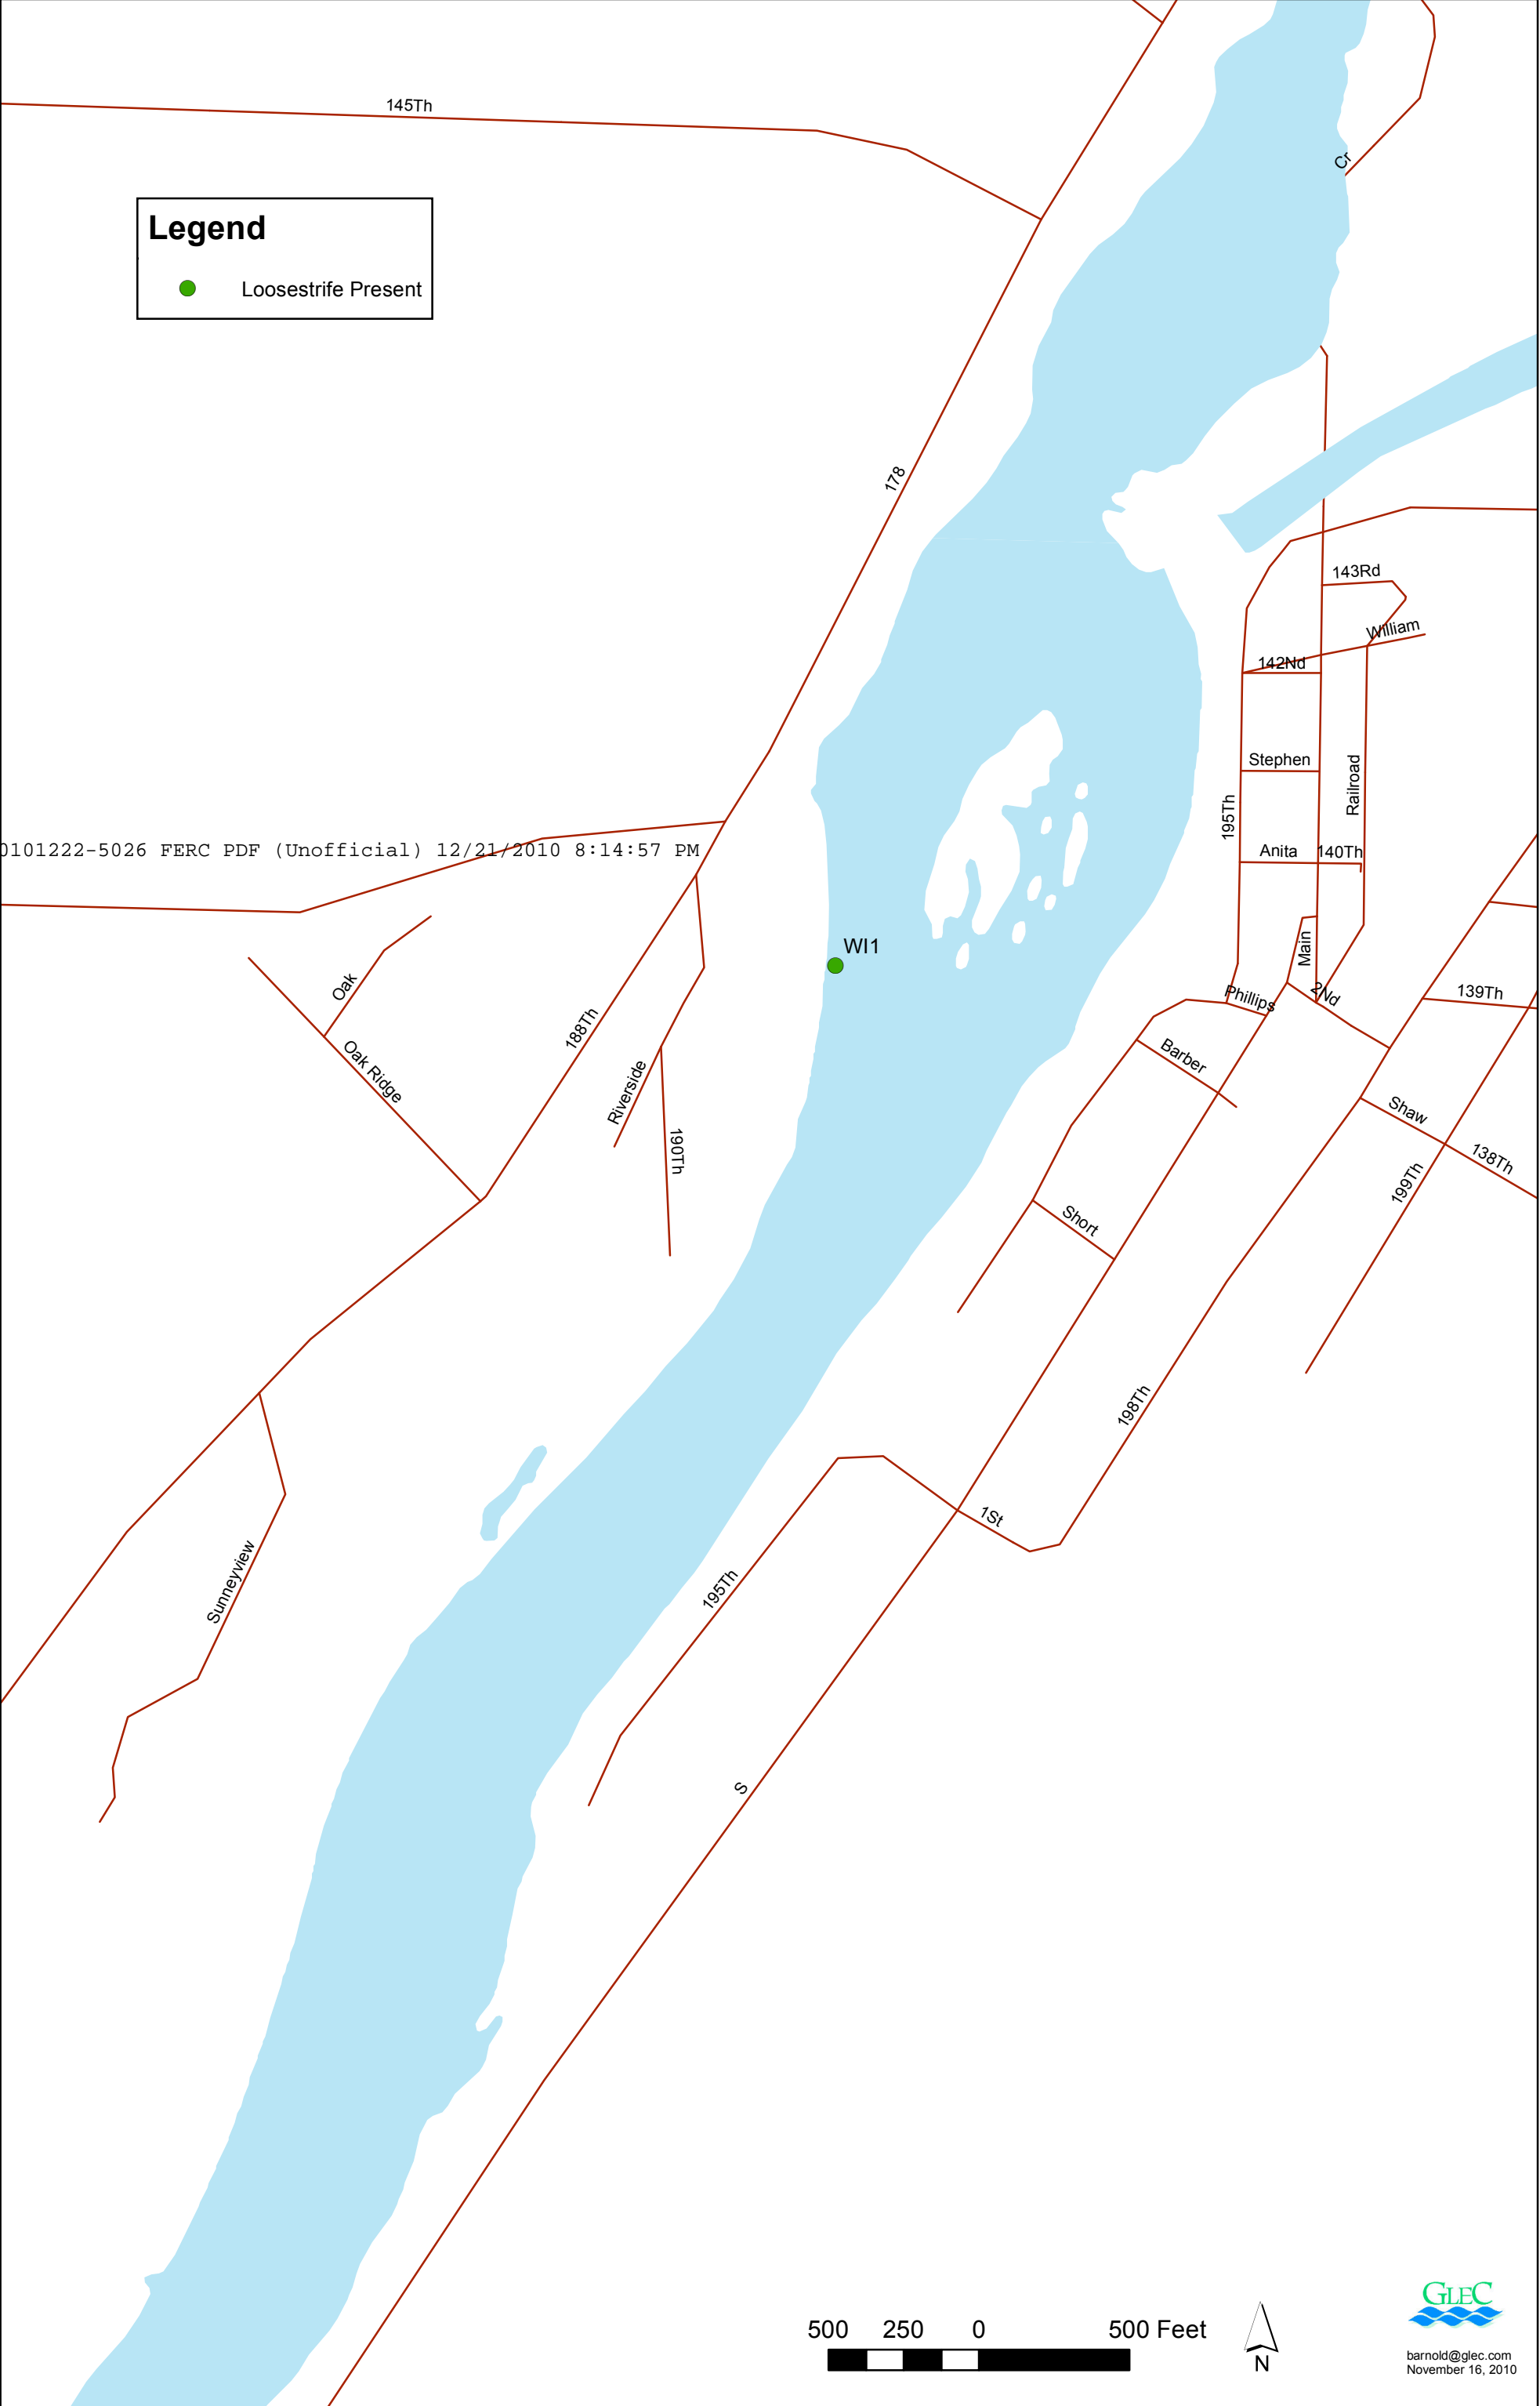 145Th
Cr
Legend
Loosestrife Present
178
143Rd
William
142Nd
Stephen
Railroad
195Th
0101222-5026 FERC PDF (Unofficial) 12/21/2010 8:14:57 PM
Anita
140Th
WI1
Main
Oak
Phillips
2Nd
139Th
188Th
Oak Ridge
Barber
Riverside
Shaw
190Th
138Th
199Th
Short
198Th
1St
Sunneyview
195Th
S
500 250 0 500 Feet
N
GLEC
barnold@glec.com
November 16, 2010